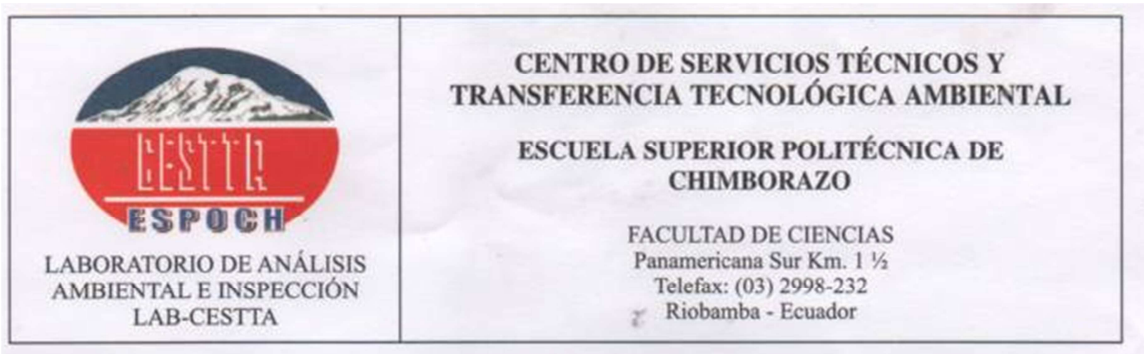 CESTTA
ESPOCH
LABORATORIO DE ANÁLISIS
AMBIENTAL E INSPECCIÓN
LAB-CESTTA
CENTRO DE SERVICIOS TÉCNICOS Y
TRANSFERENCIA TECNOLÓGICA AMBIENTAL
ESCUELA SUPERIOR POLITÉCNICA DE
CHIMBORAZO
FACULTAD DE CIENCIAS
Panamericana Sur Km. 1 ½
Telefax: (03) 2998-232
Riobamba - Ecuador